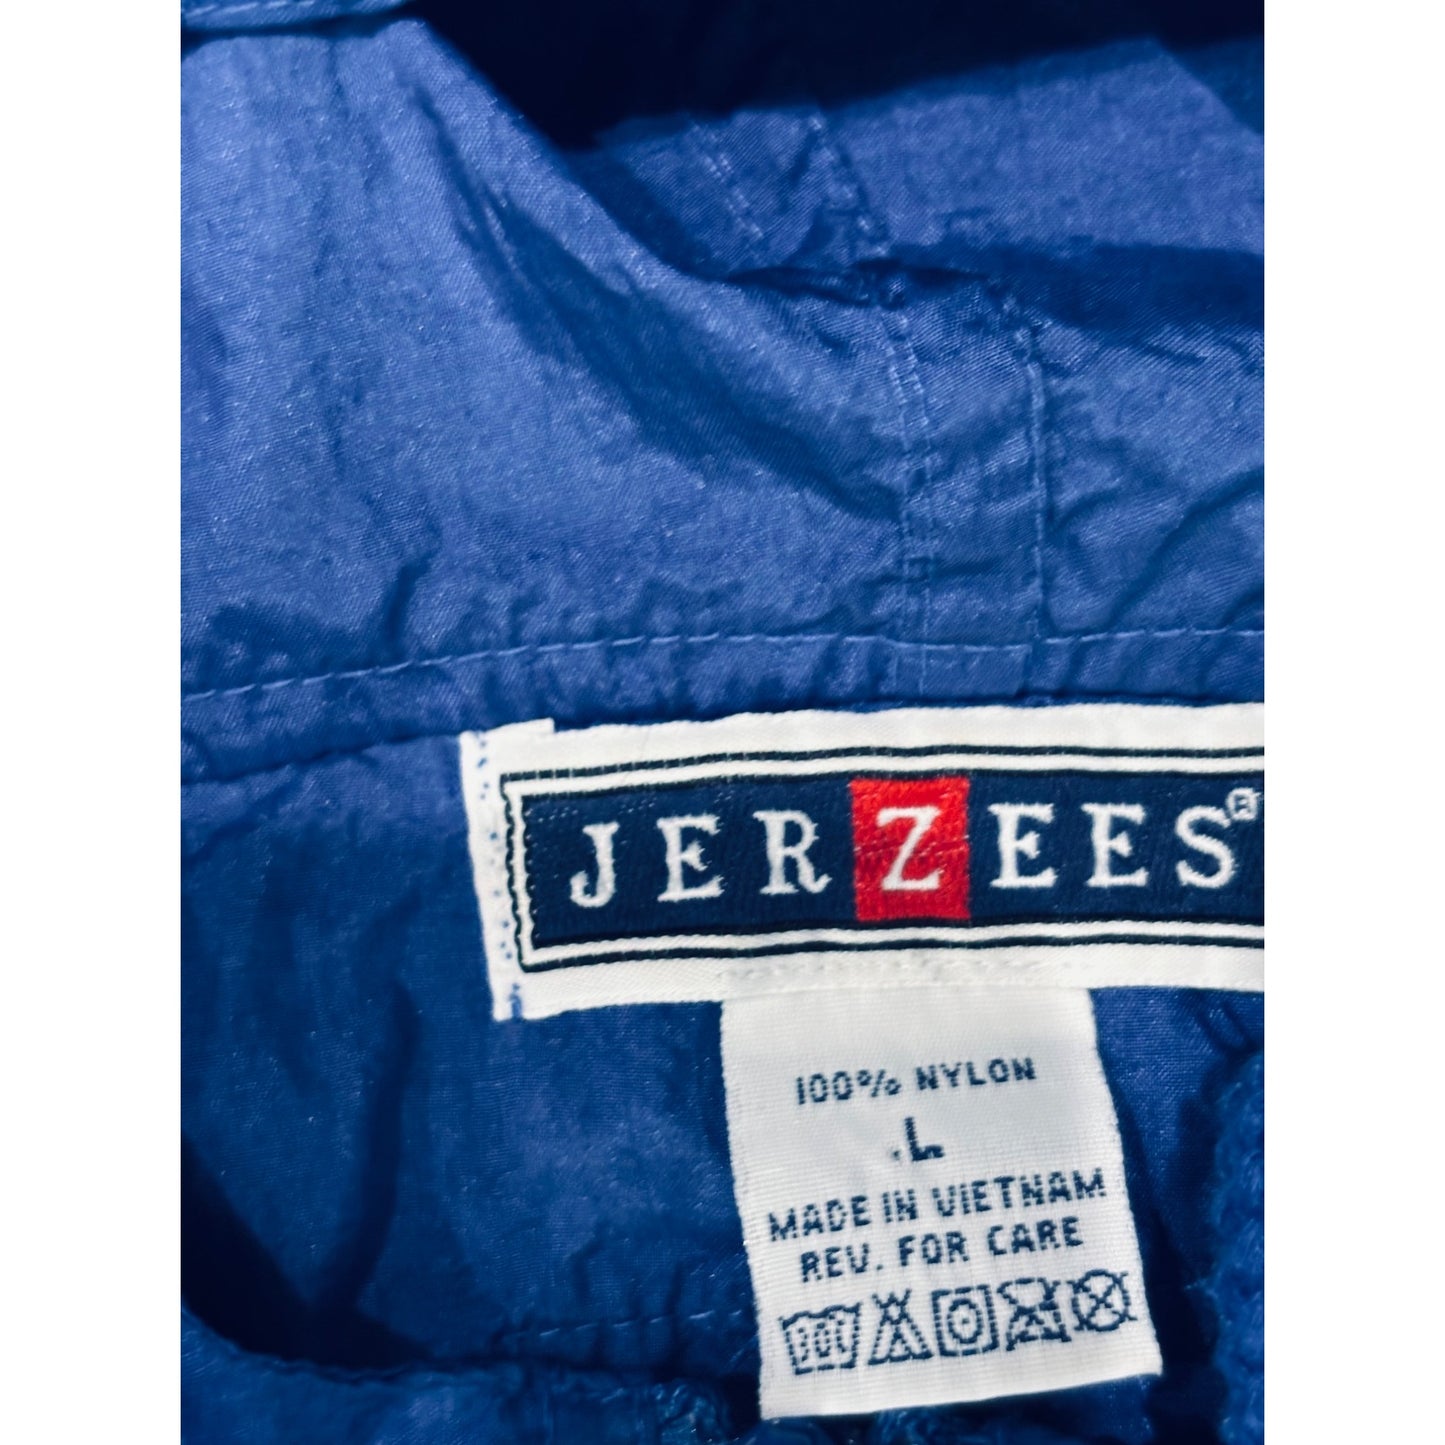 JERZEES®
100% NYLON
L
MADE IN VIETNAM
REV. FOR CARE